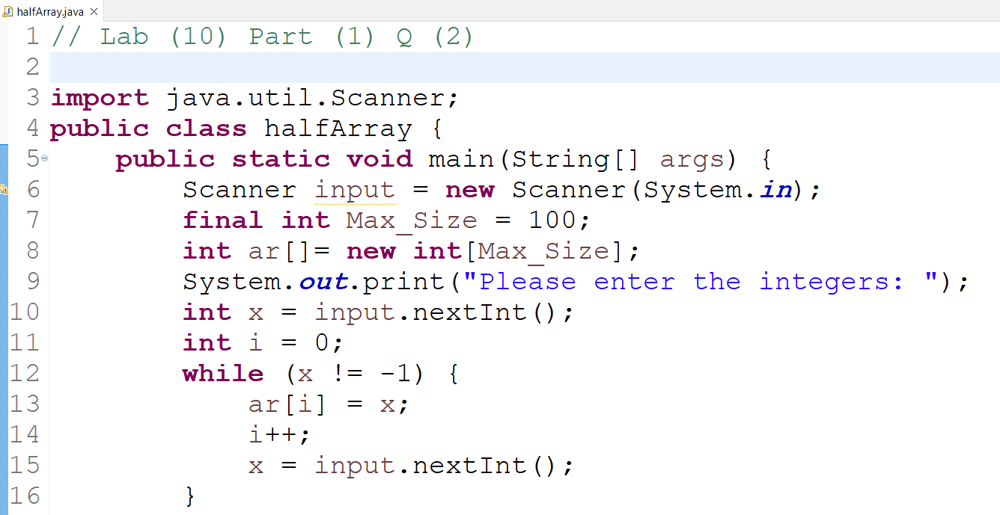 halfArray.java
1 // Lab (10) Part (1) Q (2)
2
3 import java.util.Scanner;
4 public class halfArray {
5 public static void main(String[] args) {
6 Scanner input = new Scanner(System.in);
7 final int Max_Size = 100;
8 int ar[]= new int[Max_Size];
9 System.out.print("Please enter the integers: ");
10 int x = input.nextInt();
11 int i = 0;
12 while (x != -1) {
13 ar[i] = x;
14 i++;
15 x = input.nextInt();
16 }